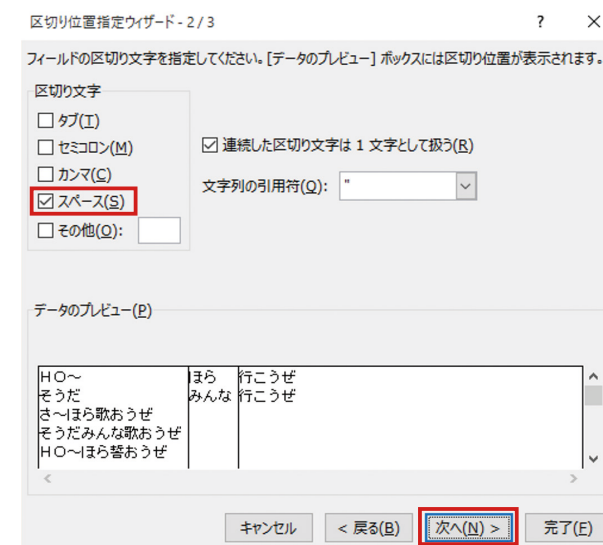 区切り位置指定ウィザード - 2 / 3
フィールドの区切り文字を指定してください。[データのプレビュー] ボックスには区切り位置が表示されます。
区切り文字
タブ(T)
セミコロン(M)
カンマ(C)
スペース(S)
その他(O):
連続した区切り文字は 1 文字として扱う(R)
文字列の引用符(Q): "
データのプレビュー(P)
HO~ ほら 行こうぜ
そうだ みんな 行こうぜ
さ~ほら歌おうぜ
そうだみんな歌おうぜ
HO~ほら誓おうぜ
キャンセル < 戻る(B) 次へ(N) > 完了(F)